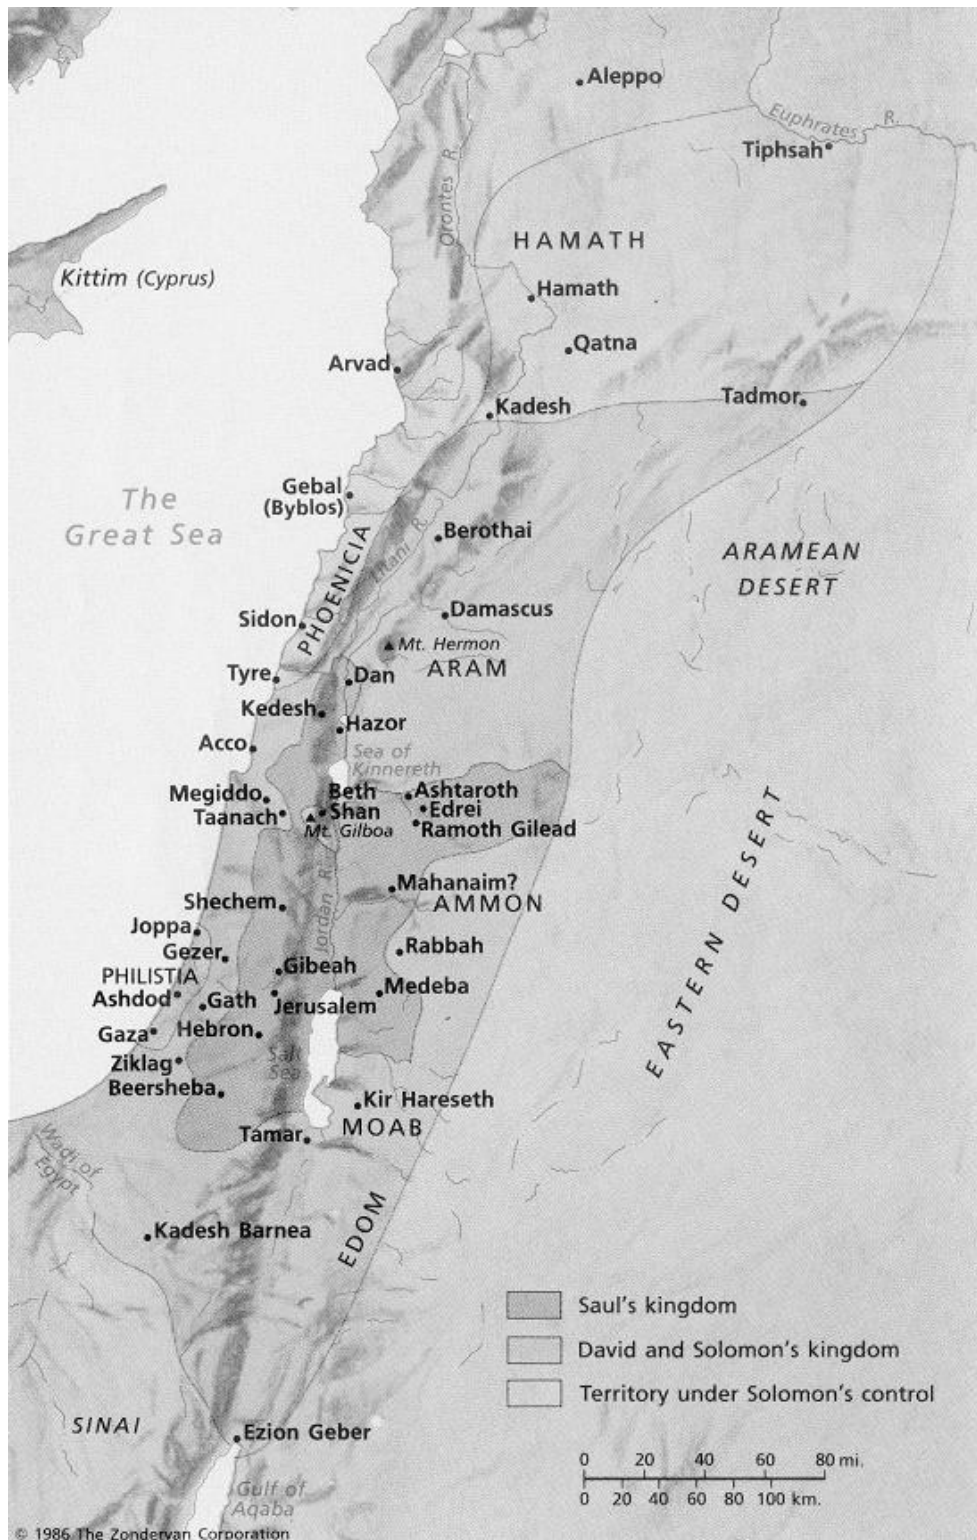 Aleppo
Euphrates R.
Tiphsah
Orontes R.
HAMATH
Kittim (Cyprus)
Hamath
Qatna
Arvad
Tadmor
Kadesh
Gebal
(Byblos)
The
Great Sea
Berothai
Litani R.
ARAMEAN
DESERT
PHOENICIA
Damascus
Sidon
Mt. Hermon
ARAM
Tyre
Dan
Kedesh
Hazor
Acco
Sea of
Kinnereth
Megiddo
Beth
Shan
Ashtaroth
Edrei
Taanach
Mt. Gilboa
Ramoth Gilead
Mahanaim?
AMMON
Shechem
Jordan R.
Joppa
Gezer
Rabbah
Gibeah
PHILISTIA
Medeba
Ashdod
Gath
Jerusalem
EASTERN DESERT
Gaza
Hebron
Salt
Sea
Ziklag
Beersheba
Kir Hareseth
MOAB
Tamar
Wadi of
Egypt
EDOM
Kadesh Barnea
Saul's kingdom
David and Solomon's kingdom
Territory under Solomon's control
SINAI
Ezion Geber
0 20 40 60 80 mi.
0 20 40 60 80 100 km.
Gulf of
Aqaba
© 1986 The Zondervan Corporation